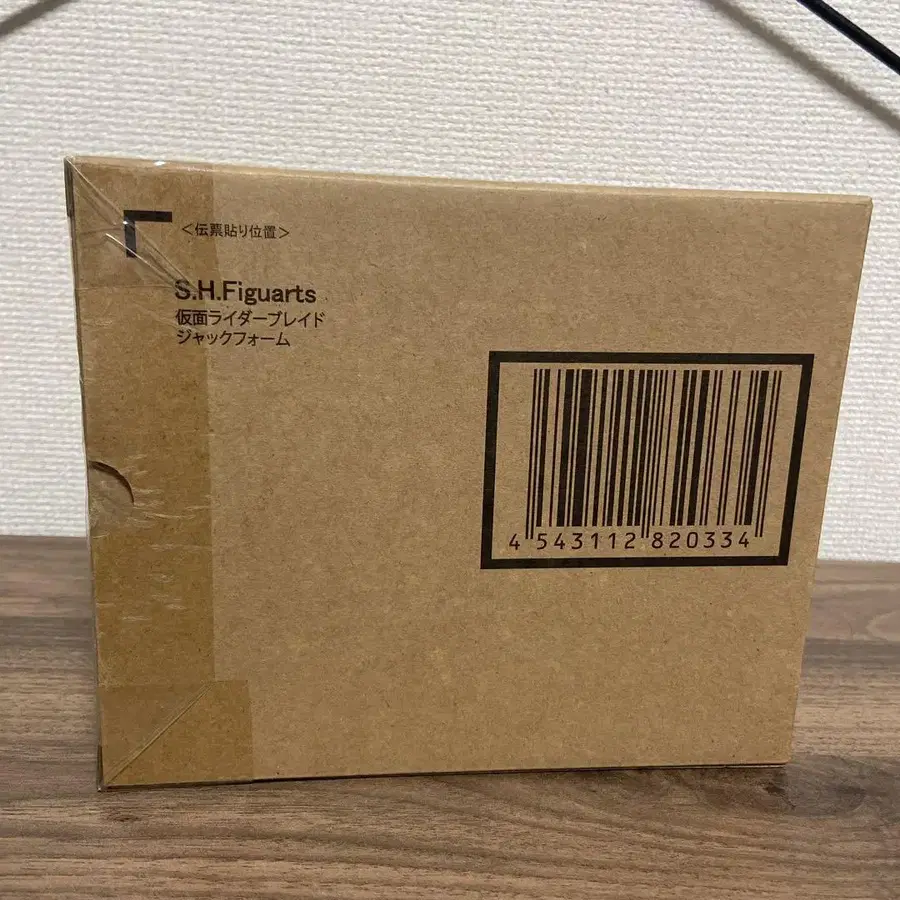 ＜伝票貼り位置＞
S.H.Figuarts
仮面ライダーブレイド
ジャックフォーム
4 543112 820334